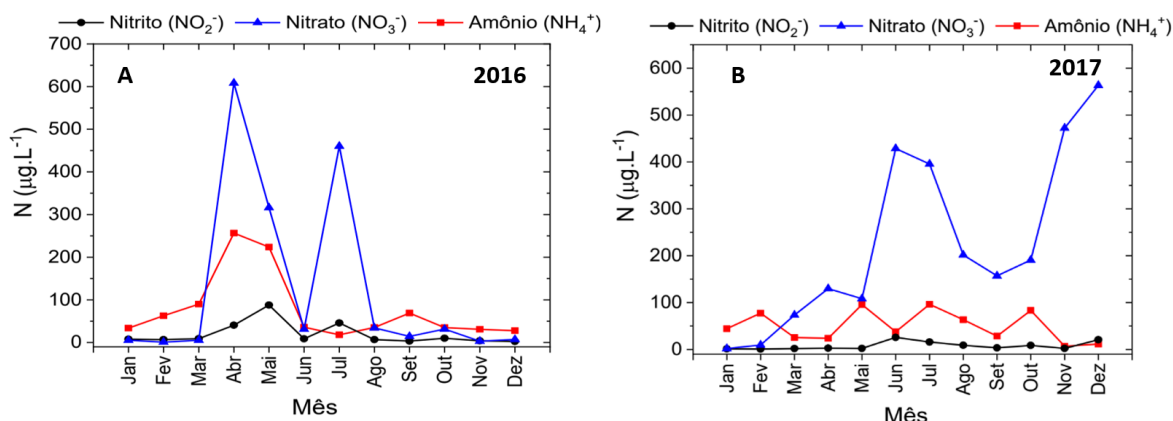 Nitrito (NO₂⁻) Nitrato (NO₃⁻) Amônio (NH₄⁺)
A
2016
N (µg.L⁻¹)
700
600
500
400
300
200
100
0
Jan Fev Mar Abr Mai Jun Jul Ago Set Out Nov Dez
Mês
Nitrito (NO₂⁻) Nitrato (NO₃⁻) Amônio (NH₄⁺)
B
2017
N (µg.L⁻¹)
600
500
400
300
200
100
0
Jan Fev Mar Abr Mai Jun Jul Ago Set Out Nov Dez
Mês